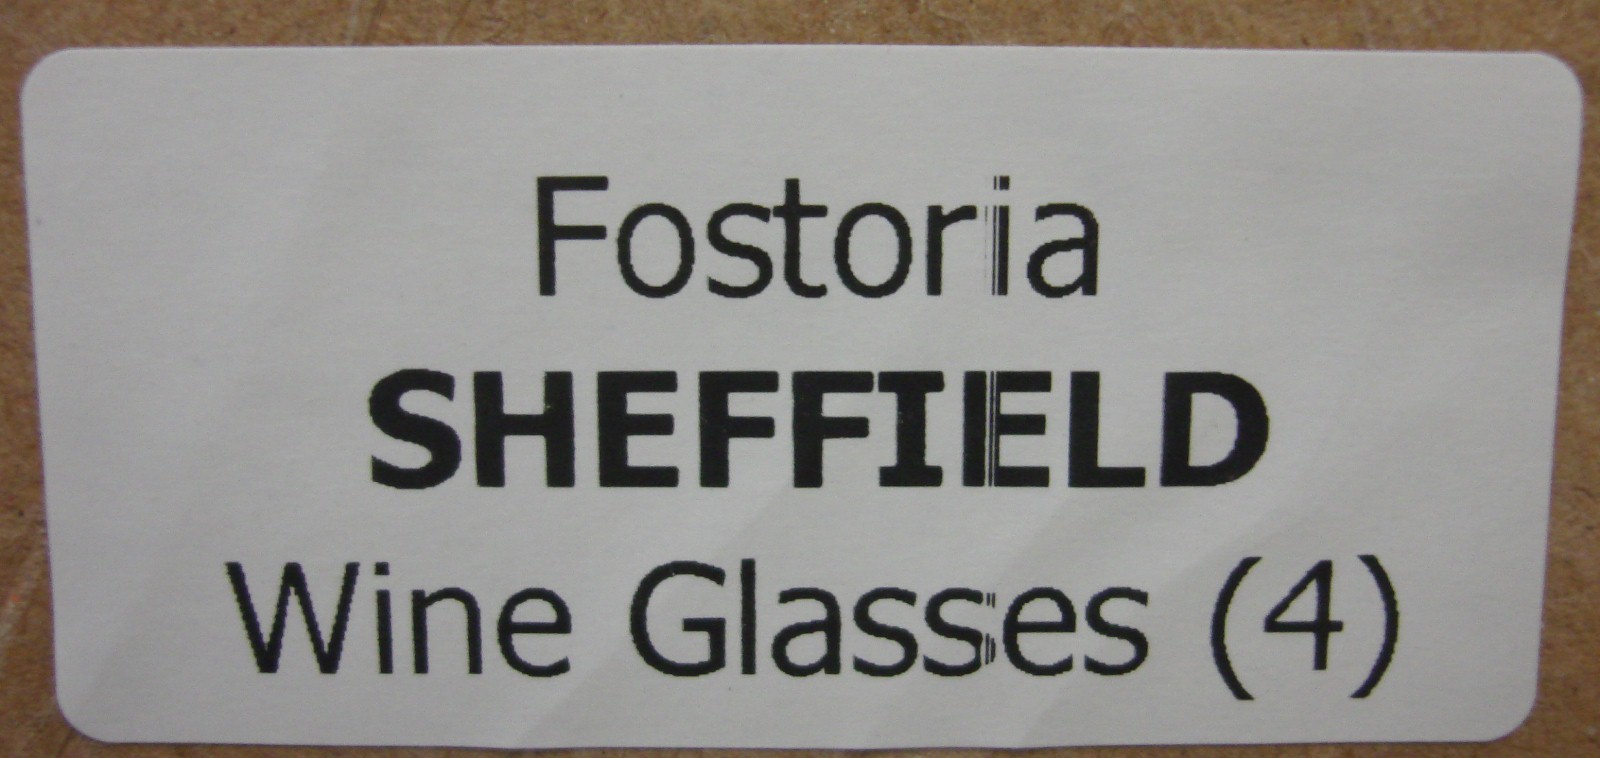 Fostoria
SHEFFIELD
Wine Glasses (4)